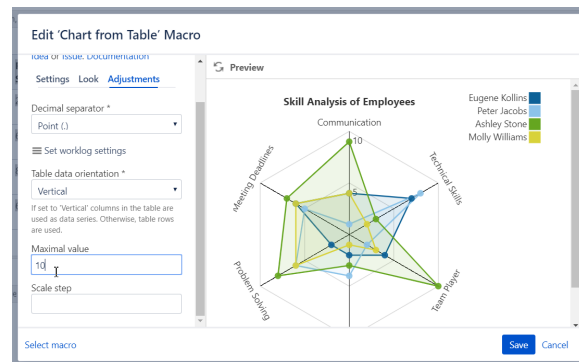 Edit 'Chart from Table' Macro
idea or issue. Documentation
Settings Look Adjustments
Decimal separator *
Point (.)
Set worklog settings
Table data orientation *
Vertical
If set to 'Vertical' columns in the table are
used as data series. Otherwise, table rows
are used.
Maximal value
10
Scale step
Preview
Skill Analysis of Employees
Eugene Kollins
Peter Jacobs
Ashley Stone
Molly Williams
Communication
10
5
Technical Skills
Team Player
Problem Solving
Meeting Deadlines
Select macro
Save Cancel